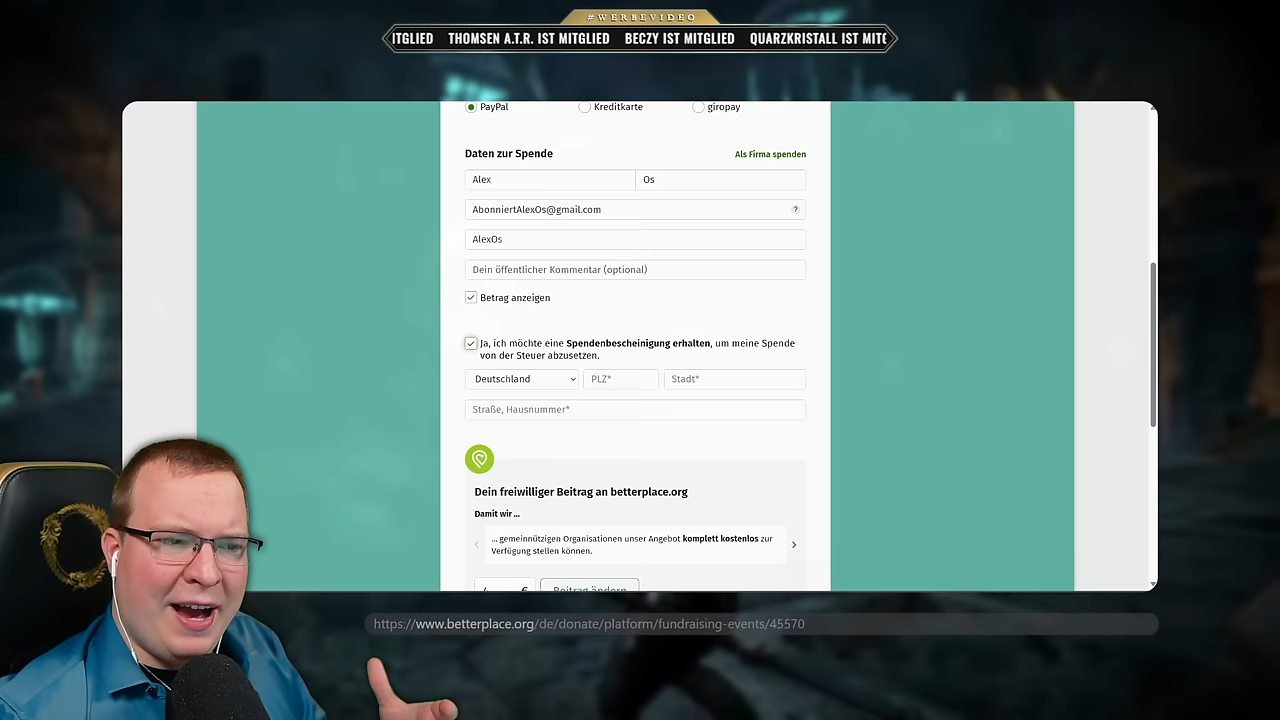 #WERBEVIDEO
ITGLIED THOMSEN A.T.R. IST MITGLIED BECZY IST MITGLIED QUARZKRISTALL IST MITG
PayPal Kreditkarte giropay
Daten zur Spende Als Firma spenden
Alex Os
AbonniertAlexOs@gmail.com ?
AlexOs
Dein öffentlicher Kommentar (optional)
Betrag anzeigen
Ja, ich möchte eine Spendenbescheinigung erhalten, um meine Spende
von der Steuer abzusetzen.
Deutschland PLZ* Stadt*
Straße, Hausnummer*
Dein freiwilliger Beitrag an betterplace.org
Damit wir ...
... gemeinnützigen Organisationen unser Angebot komplett kostenlos zur
Verfügung stellen können.
€ Beitrag ändern
https://www.betterplace.org/de/donate/platform/fundraising-events/45570